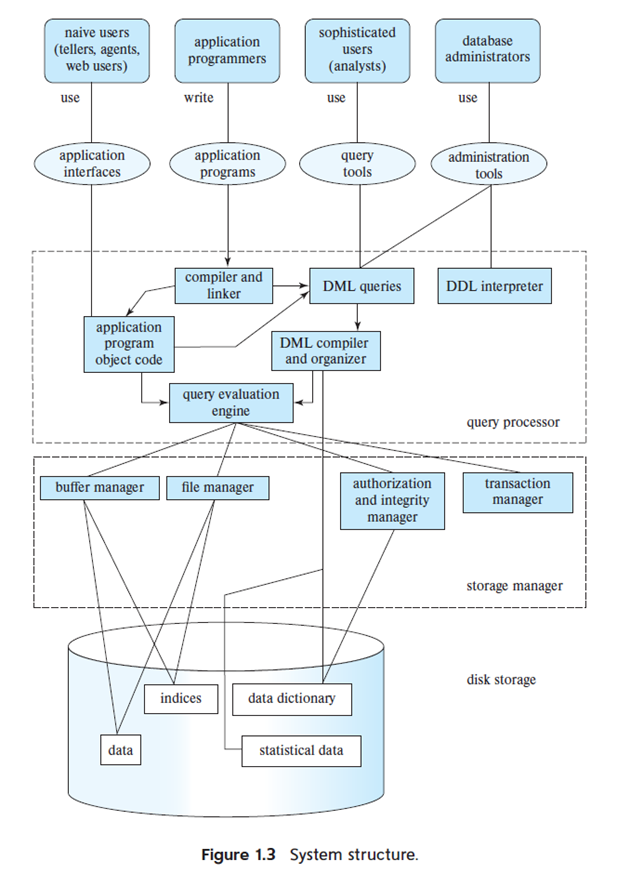 naive users
(tellers, agents,
web users)
application
programmers
sophisticated
users
(analysts)
database
administrators
use
write
use
use
application
interfaces
application
programs
query
tools
administration
tools
compiler and
linker
DML queries
DDL interpreter
application
program
object code
DML compiler
and organizer
query evaluation
engine
query processor
buffer manager
file manager
authorization
and integrity
manager
transaction
manager
storage manager
disk storage
indices
data dictionary
data
statistical data
Figure 1.3 System structure.